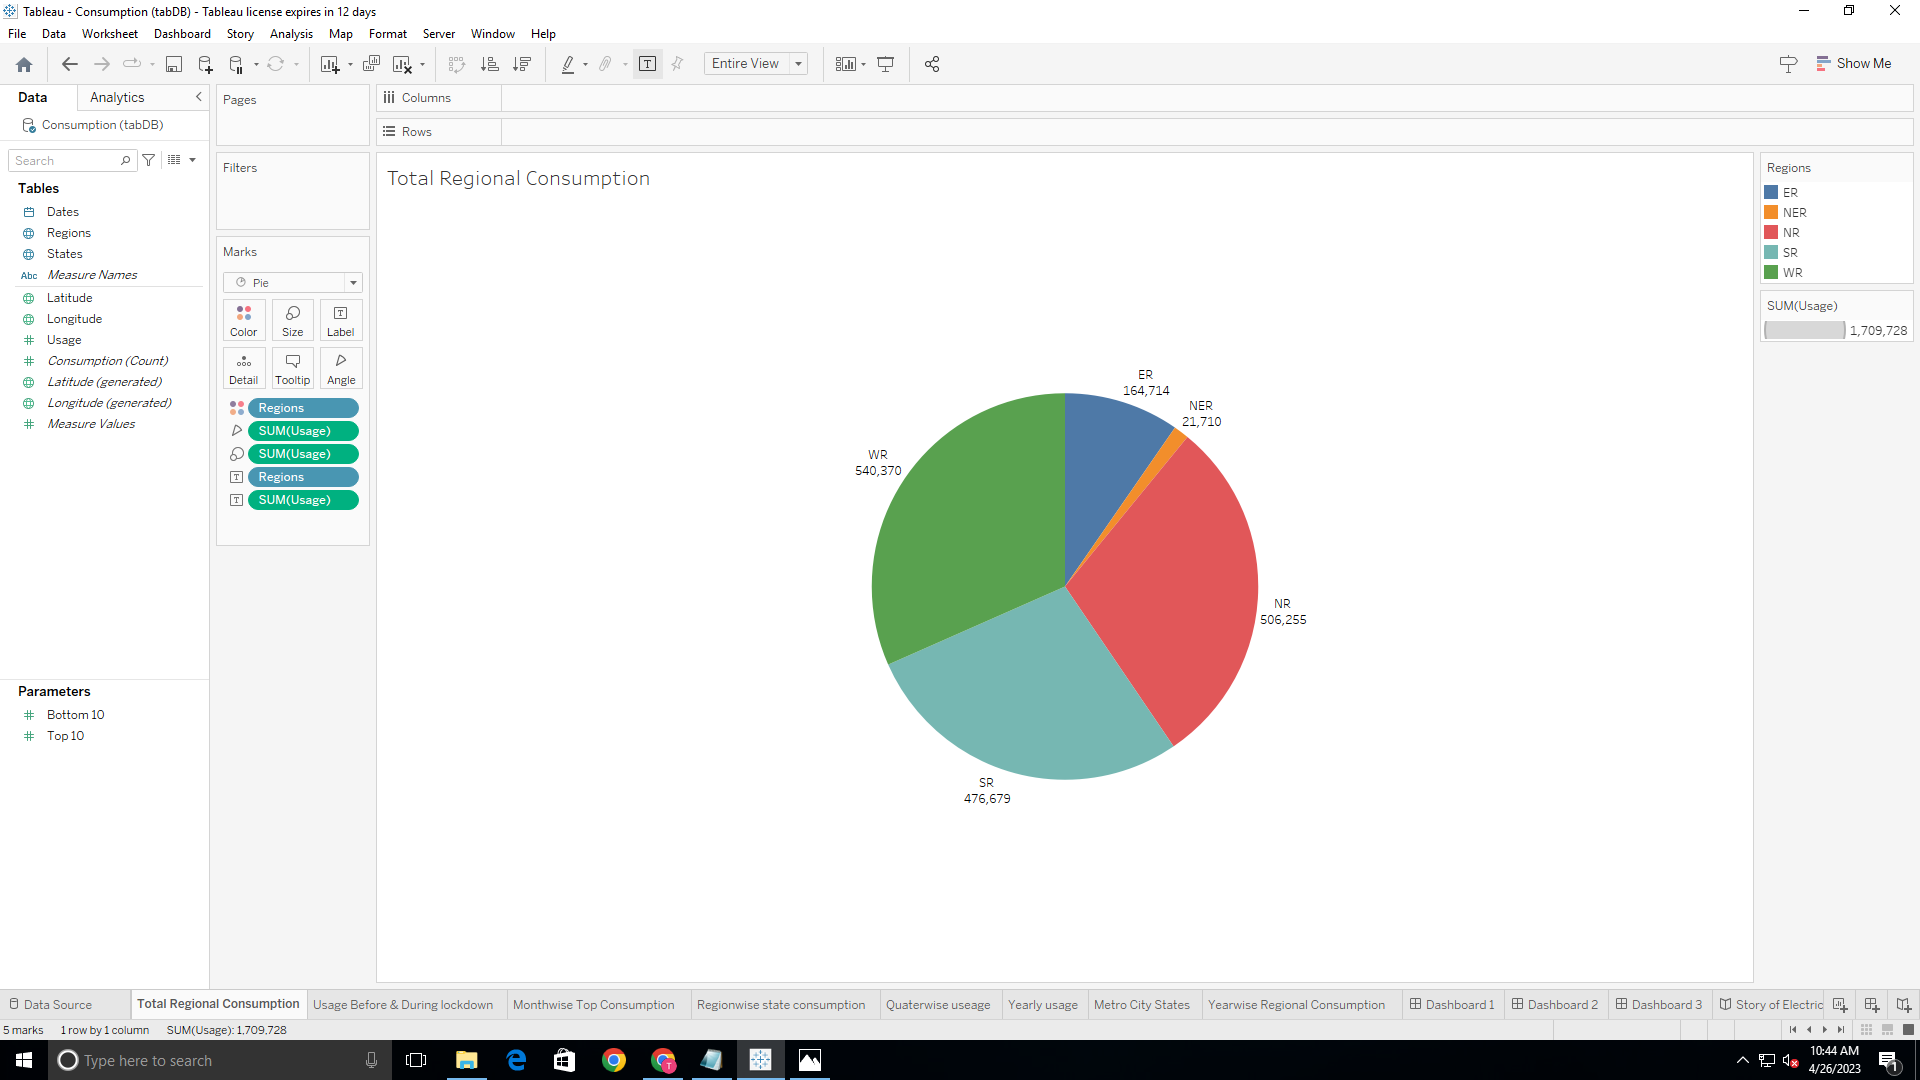 Tableau - Consumption (tabDB) - Tableau license expires in 12 days
File Data Worksheet Dashboard Story Analysis Map Format Server Window Help
Entire View
Show Me
Data Analytics
Consumption (tabDB)
Search
Tables
Dates
Regions
States
Abc Measure Names
Latitude
Longitude
Usage
Consumption (Count)
Latitude (generated)
Longitude (generated)
Measure Values
Parameters
Bottom 10
Top 10
Pages
Filters
Marks
Pie
Color Size Label
Detail Tooltip Angle
Regions
SUM(Usage)
SUM(Usage)
Regions
SUM(Usage)
Columns
Rows
Total Regional Consumption
ER
164,714
NER
21,710
WR
540,370
NR
506,255
SR
476,679
Regions
ER
NER
NR
SR
WR
SUM(Usage)
1,709,728
Data Source Total Regional Consumption Usage Before & During lockdown Monthwise Top Consumption Regionwise state consumption Quaterwise useage Yearly usage Metro City States Yearwise Regional Consumption Dashboard 1 Dashboard 2 Dashboard 3 Story of Electric
5 marks 1 row by 1 column SUM(Usage): 1,709,728
Type here to search
10:44 AM
4/26/2023
1